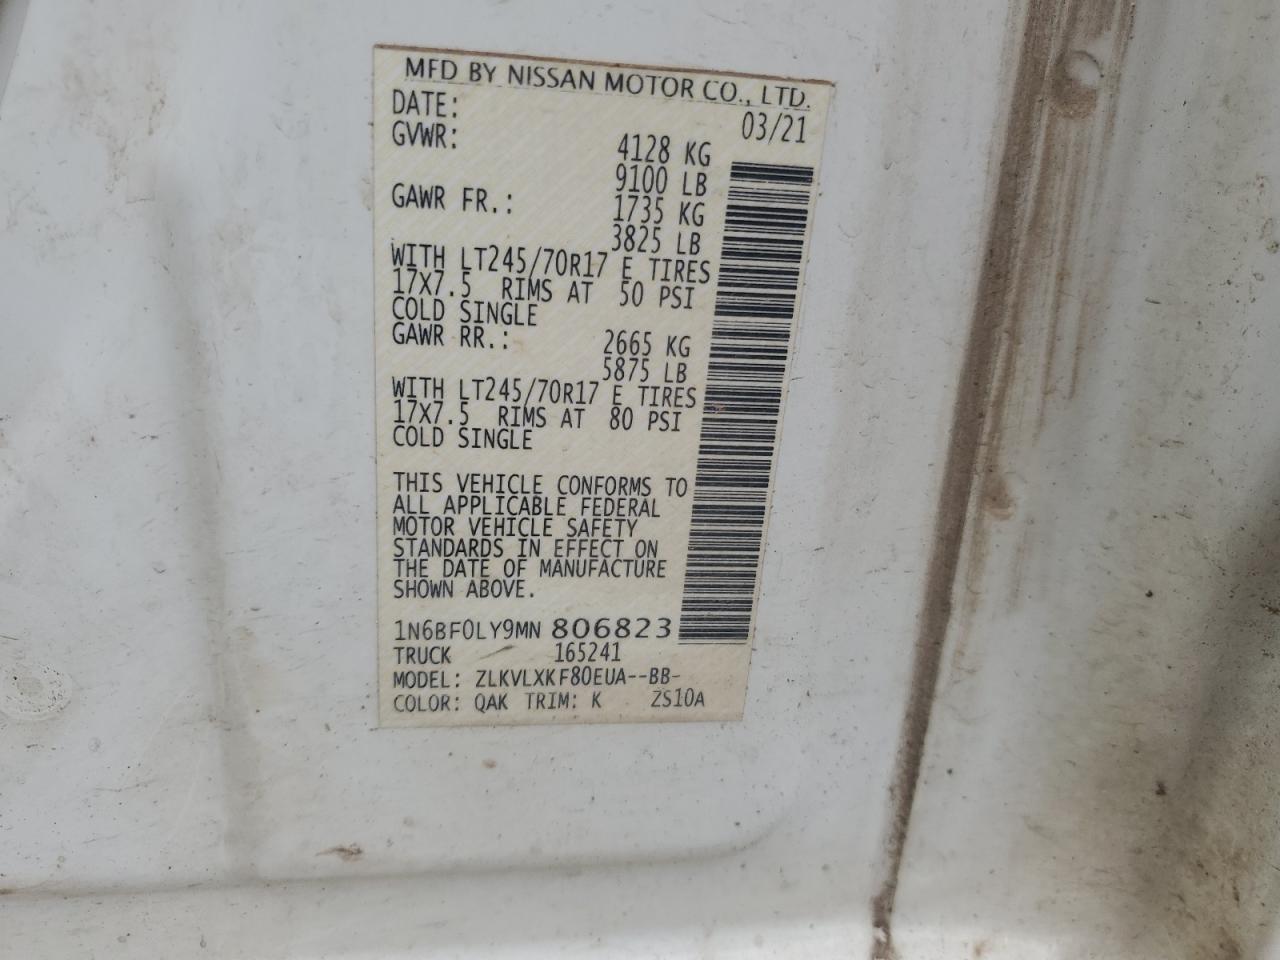 MFD BY NISSAN MOTOR CO., LTD.
DATE: 03/21
GVWR: 4128 KG
9100 LB
GAWR FR.: 1735 KG
3825 LB
WITH LT245/70R17 E TIRES
17X7.5 RIMS AT 50 PSI
COLD SINGLE
GAWR RR.: 2665 KG
5875 LB
WITH LT245/70R17 E TIRES
17X7.5 RIMS AT 80 PSI
COLD SINGLE
THIS VEHICLE CONFORMS TO
ALL APPLICABLE FEDERAL
MOTOR VEHICLE SAFETY
STANDARDS IN EFFECT ON
THE DATE OF MANUFACTURE
SHOWN ABOVE.
1N6BF0LY9MN 806823
TRUCK 165241
MODEL: ZLKVLXKF80EUA--BB-
COLOR: QAK TRIM: K ZS10A